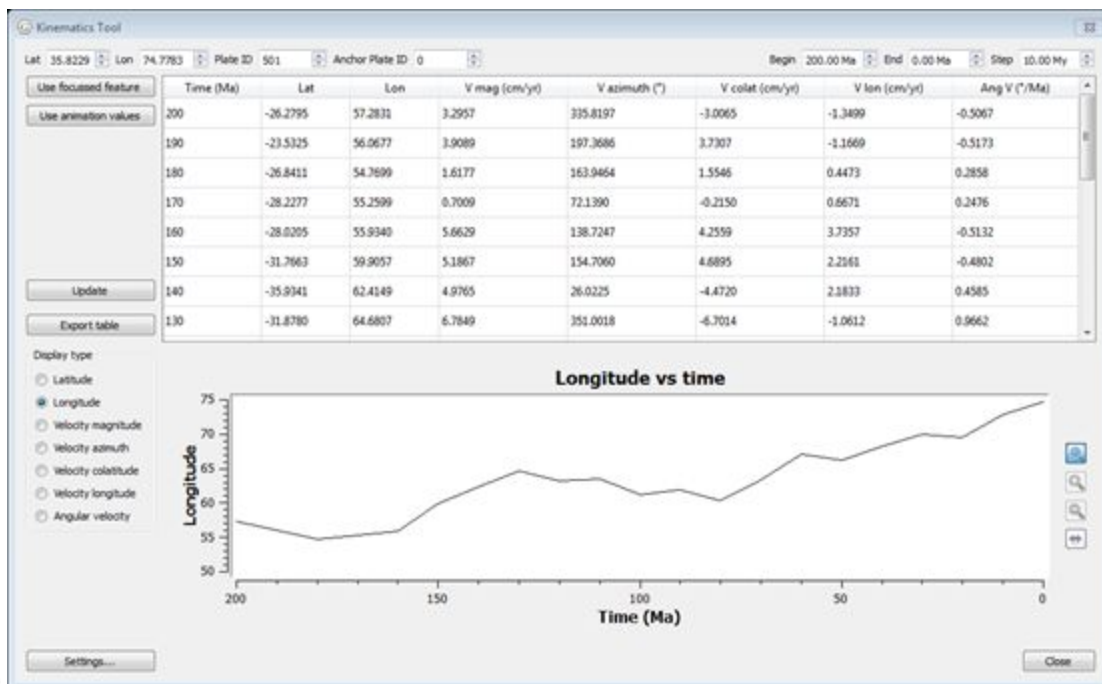 Kinematics Tool
Lat 35.8229 Lon 74.7783 Plate ID 501 Anchor Plate ID 0 Begin 200.00 Ma End 0.00 Ma Step 10.00 My
Use focussed feature
Use animation values
Time (Ma) Lat Lon V mag (cm/yr) V azimuth (°) V colat (cm/yr) V lon (cm/yr) Ang V (°/Ma)
200 -26.2795 57.2831 3.2957 335.8197 -3.0065 -1.3499 -0.5067
190 -23.5325 56.0677 3.9089 197.3686 3.7307 -1.1669 -0.5173
180 -26.8411 54.7699 1.6177 163.9464 1.5546 0.4473 0.2858
170 -28.2277 55.2599 0.7009 72.1390 -0.2150 0.6671 0.2476
160 -28.0205 55.9340 5.6629 138.7247 4.2559 3.7357 -0.5132
150 -31.7663 59.9057 5.1867 154.7060 4.6895 2.2161 -0.4802
140 -35.9341 62.4149 4.9765 26.0225 -4.4720 2.1833 0.4585
130 -31.8780 64.6807 6.7849 351.0018 -6.7014 -1.0612 0.9662
Update
Export table
Display type
Latitude
Longitude
Velocity magnitude
Velocity azimuth
Velocity colatitude
Velocity longitude
Angular velocity
Longitude vs time
Longitude
75
70
65
60
55
50
200 150 100 50 0
Time (Ma)
Settings...
Close